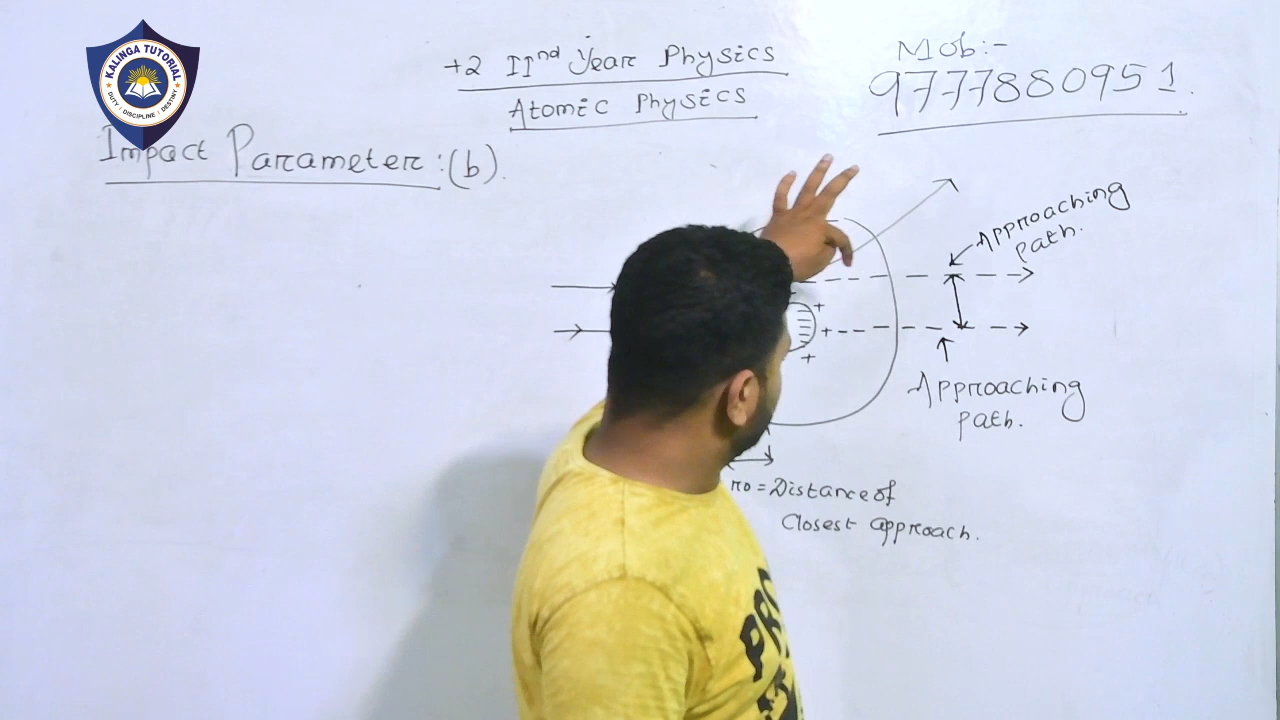 KALINGA TUTORIAL
DUTY | DISCIPLINE | DESTINY
+2 IInd Year Physics
Atomic Physics
Mob:-
9777880951.
Impact Parameter:(b).
Approaching
path.
Approaching
path.
r0 = Distance of
Closest approach.